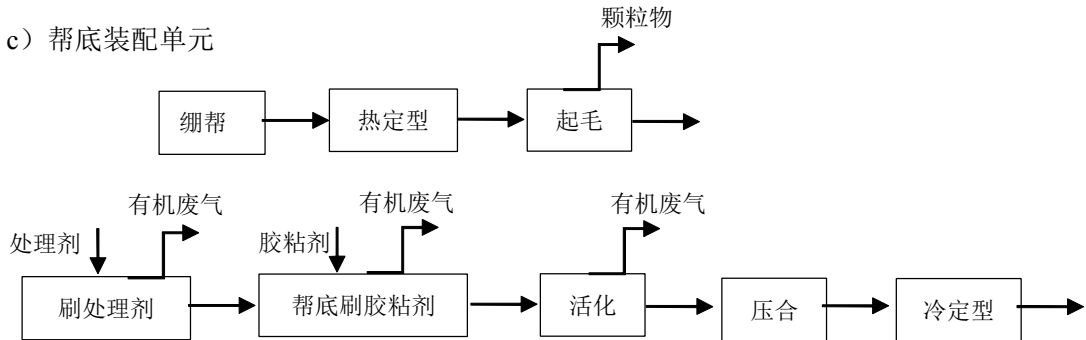 c）帮底装配单元
颗粒物
绷帮
热定型
起毛
有机废气
有机废气
有机废气
处理剂
胶粘剂
刷处理剂
帮底刷胶粘剂
活化
压合
冷定型